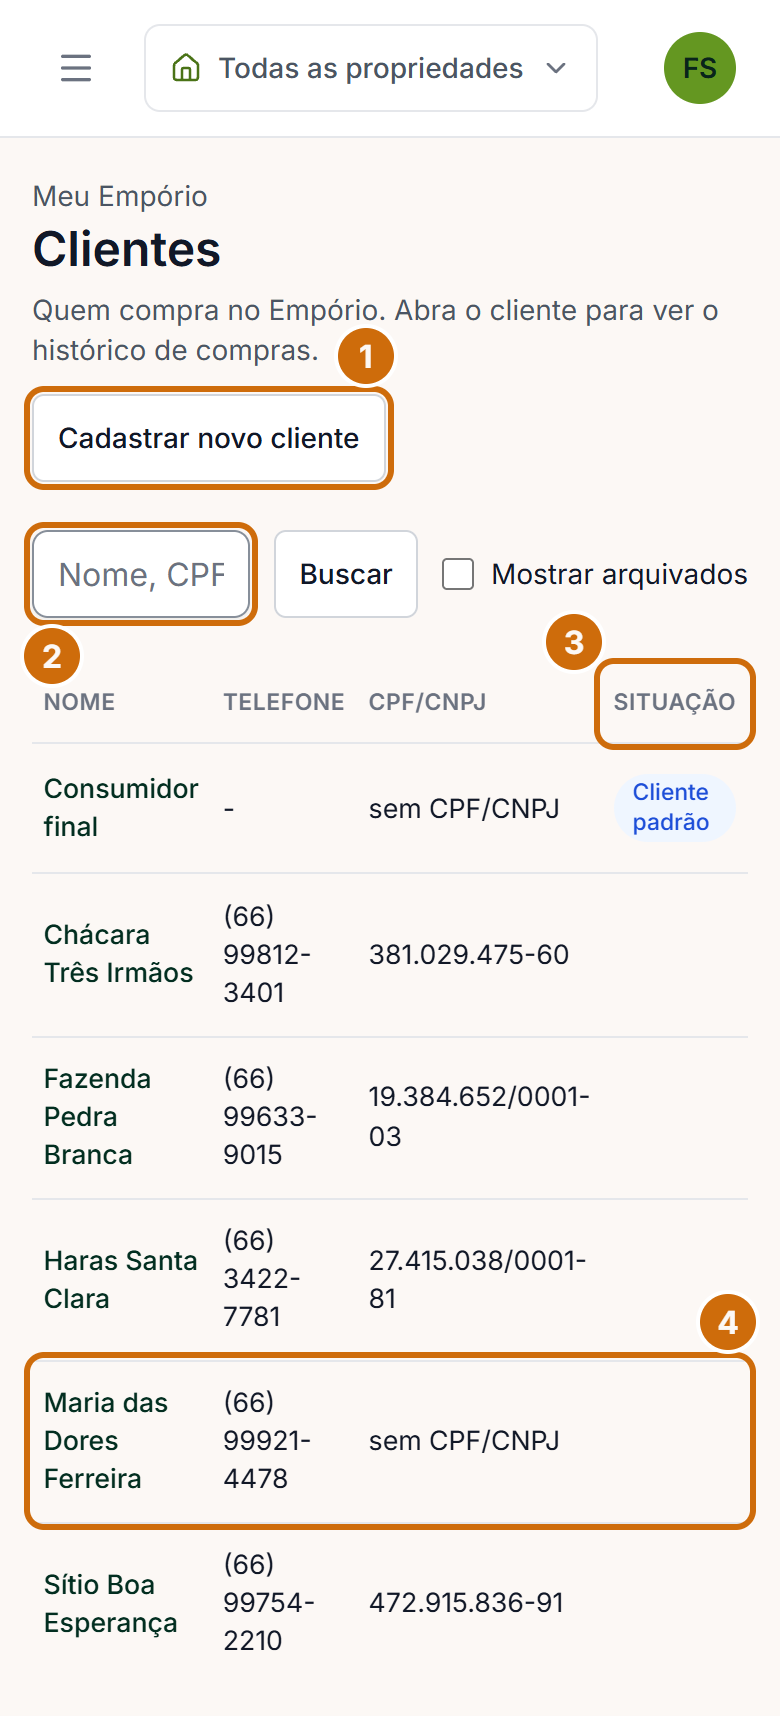 Todas as propriedades
FS
Meu Empório
Clientes
Quem compra no Empório. Abra o cliente para ver o
histórico de compras.
1
Cadastrar novo cliente
Nome, CPF
Buscar
Mostrar arquivados
2
3
NOME TELEFONE CPF/CNPJ SITUAÇÃO
Consumidor
final
-
sem CPF/CNPJ
Cliente
padrão
Chácara
Três Irmãos
(66)
99812-
3401
381.029.475-60
Fazenda
Pedra
Branca
(66)
99633-
9015
19.384.652/0001-
03
Haras Santa
Clara
(66)
3422-
7781
27.415.038/0001-
81
4
Maria das
Dores
Ferreira
(66)
99921-
4478
sem CPF/CNPJ
Sítio Boa
Esperança
(66)
99754-
2210
472.915.836-91